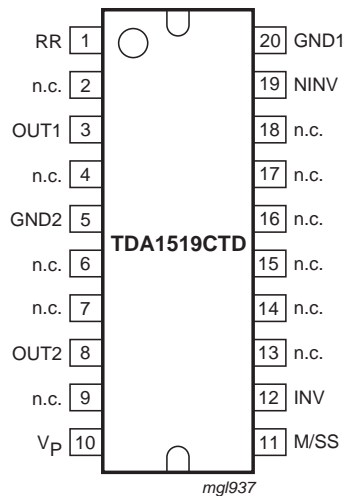 RR 1 20 GND1
n.c. 2 19 NINV
OUT1 3 18 n.c.
n.c. 4 17 n.c.
GND2 5 16 n.c.
TDA1519CTD
n.c. 6 15 n.c.
n.c. 7 14 n.c.
OUT2 8 13 n.c.
n.c. 9 12 INV
VP 10 11 M/SS
mgl937